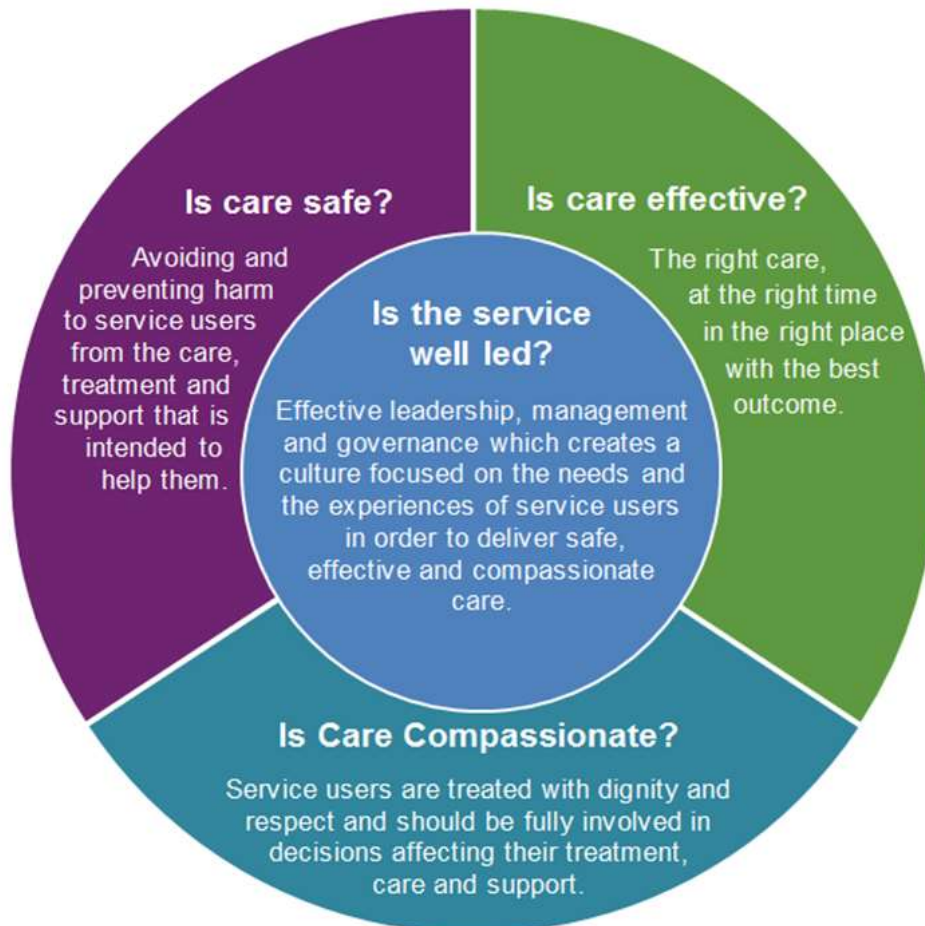 Is care safe?
Avoiding and
preventing harm
to service users
from the care,
treatment and
support that is
intended to
help them.
Is care effective?
The right care,
at the right time
in the right place
with the best
outcome.
Is the service
well led?
Effective leadership, management
and governance which creates a
culture focused on the needs and
the experiences of service users
in order to deliver safe,
effective and compassionate
care.
Is Care Compassionate?
Service users are treated with dignity and
respect and should be fully involved in
decisions affecting their treatment,
care and support.